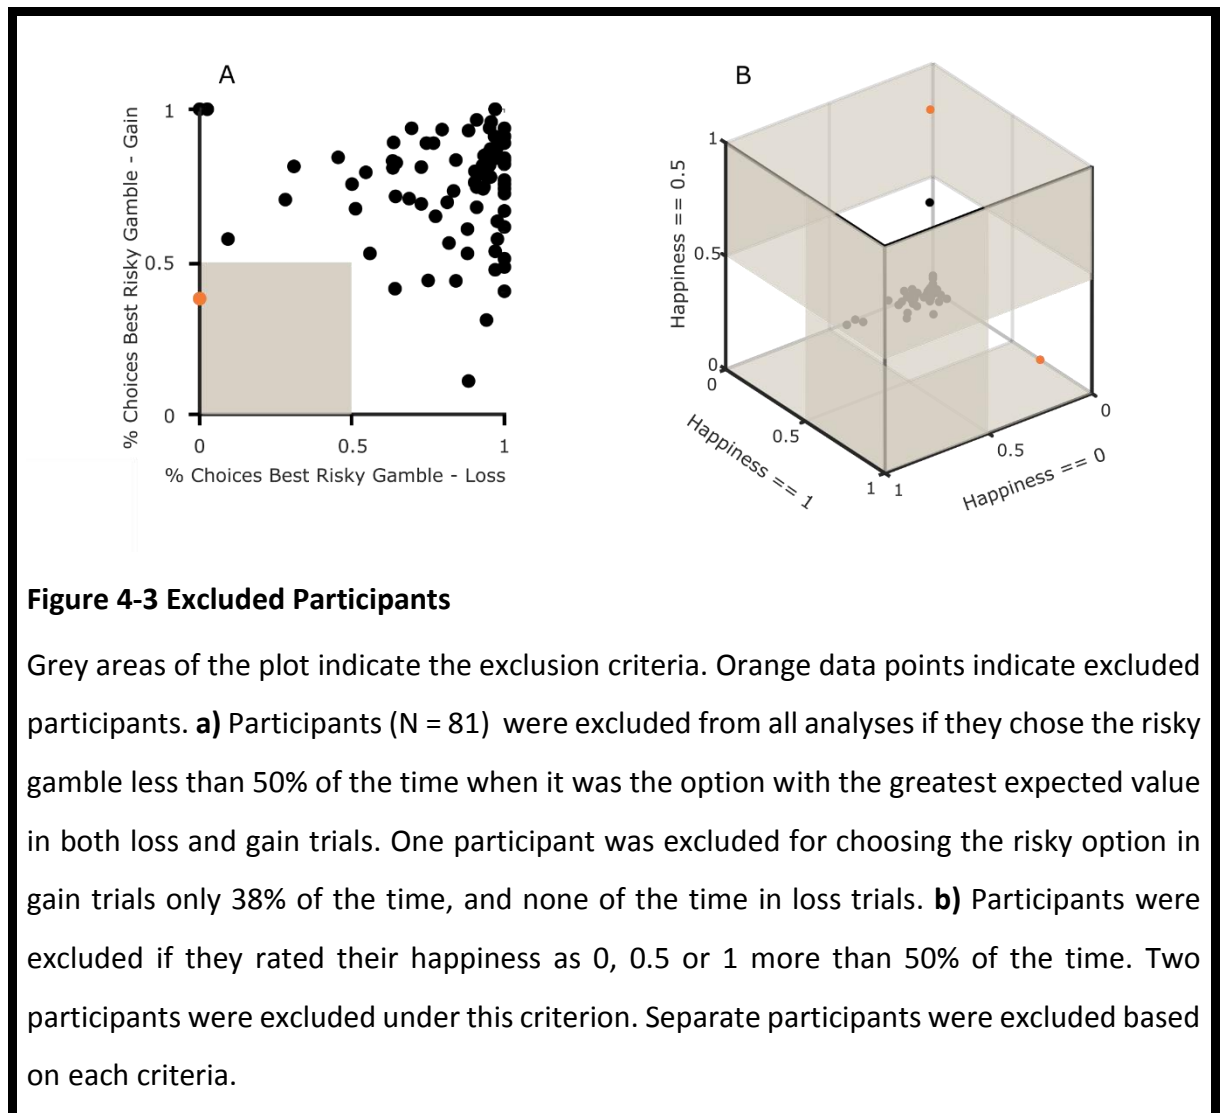 A
% Choices Best Risky Gamble - Gain
1
0.5
0
0
0.5
1
% Choices Best Risky Gamble - Loss
B
Happiness == 0.5
1
0.5
0
0
0.5
1
Happiness == 1
1
0.5
0
Happiness == 0
Figure 4-3 Excluded Participants
Grey areas of the plot indicate the exclusion criteria. Orange data points indicate excluded
participants. a) Participants (N = 81) were excluded from all analyses if they chose the risky
gamble less than 50% of the time when it was the option with the greatest expected value
in both loss and gain trials. One participant was excluded for choosing the risky option in
gain trials only 38% of the time, and none of the time in loss trials. b) Participants were
excluded if they rated their happiness as 0, 0.5 or 1 more than 50% of the time. Two
participants were excluded under this criterion. Separate participants were excluded based
on each criteria.